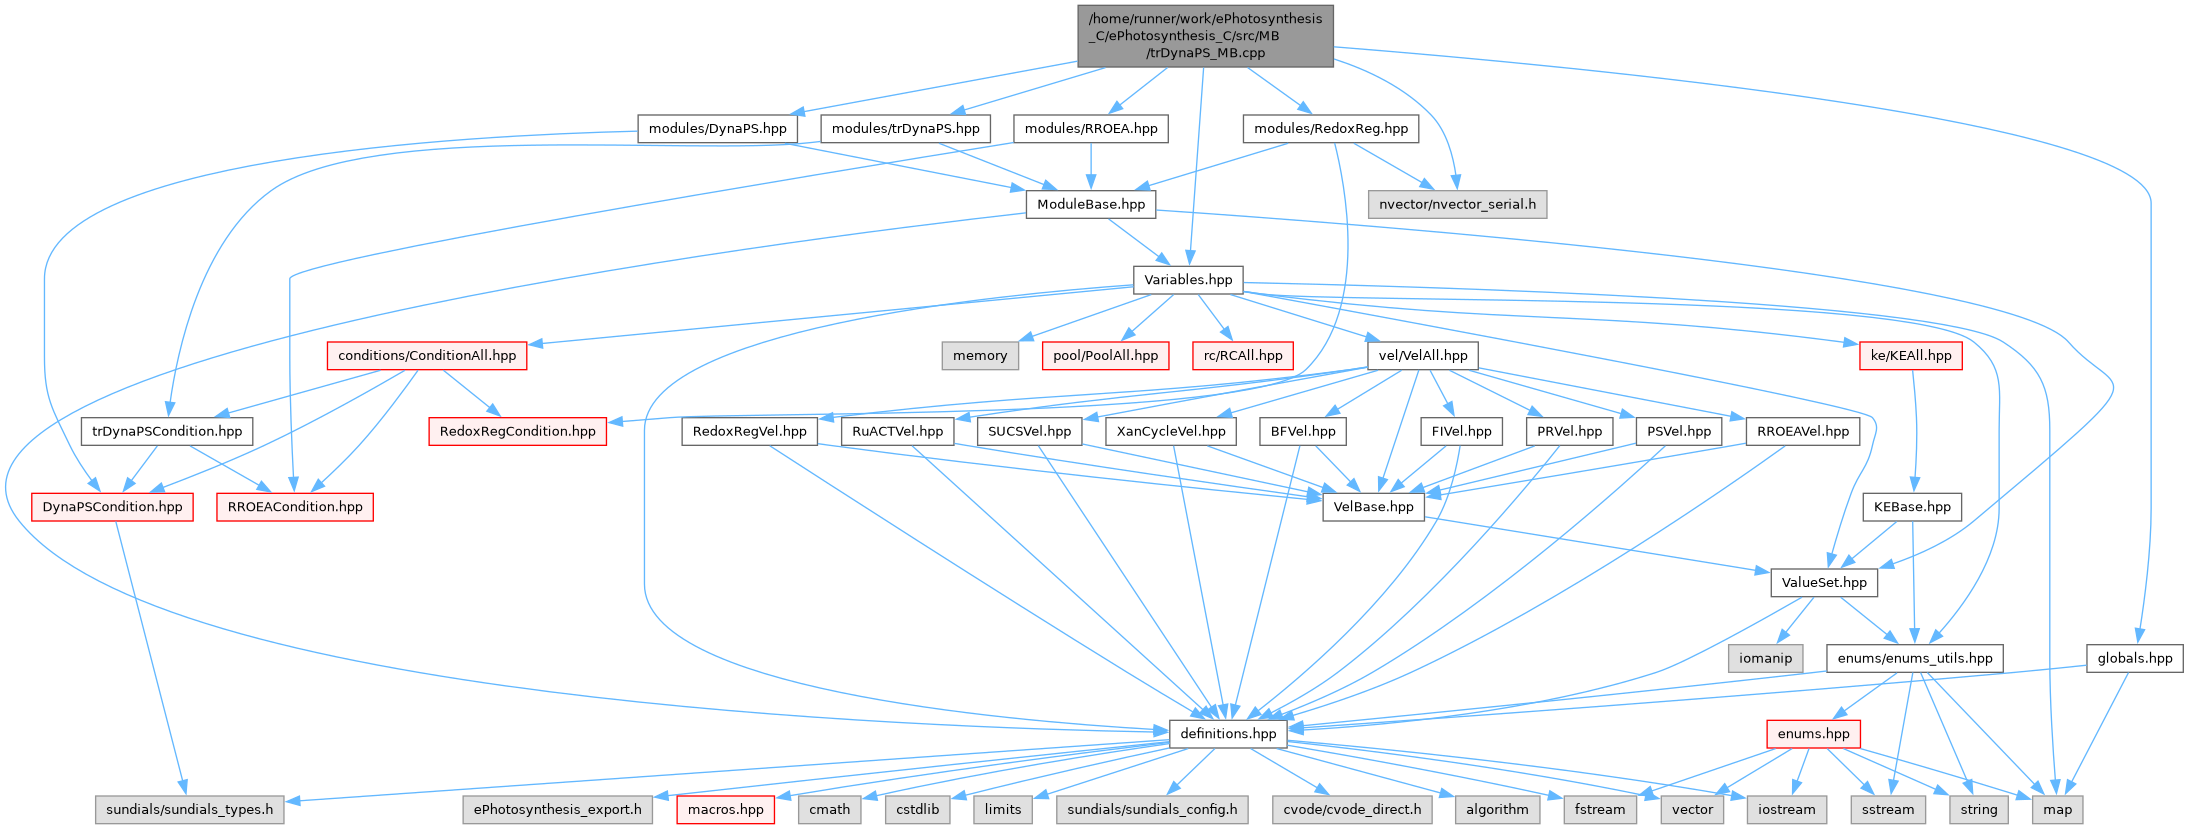 /home/runner/work/ePhotosynthesis
_C/ePhotosynthesis_C/src/MB
/trDynaPS_MB.cpp
modules/DynaPS.hpp
modules/trDynaPS.hpp
modules/RROEA.hpp
modules/RedoxReg.hpp
ModuleBase.hpp
nvector/nvector_serial.h
Variables.hpp
conditions/ConditionAll.hpp
memory
pool/PoolAll.hpp
rc/RCAll.hpp
vel/VelAll.hpp
ke/KEAll.hpp
trDynaPSCondition.hpp
RedoxRegCondition.hpp
RedoxRegVel.hpp
RuACTVel.hpp
SUCSVel.hpp
XanCycleVel.hpp
BFVel.hpp
FIVel.hpp
PRVel.hpp
PSVel.hpp
RROEAVel.hpp
DynaPSCondition.hpp
RROEACondition.hpp
VelBase.hpp
KEBase.hpp
ValueSet.hpp
iomanip
enums/enums_utils.hpp
globals.hpp
definitions.hpp
enums.hpp
sundials/sundials_types.h
ePhotosynthesis_export.h
macros.hpp
cmath
cstdlib
limits
sundials/sundials_config.h
cvode/cvode_direct.h
algorithm
fstream
vector
iostream
sstream
string
map